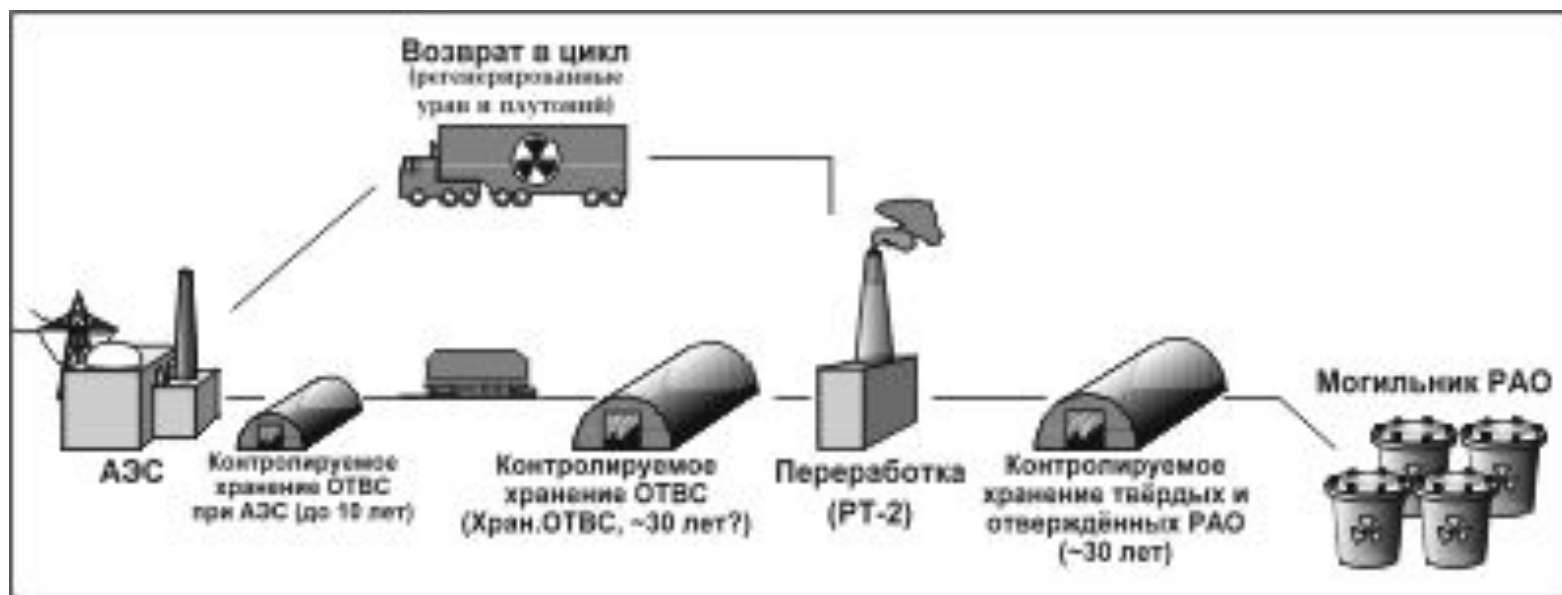 Возврат в цикл
(регенерированные
уран и плутоний)
АЭС
Контролируемое
хранение ОТВС
при АЭС (до 10 лет)
Контролируемое
хранение ОТВС
(Хран.ОТВС, ~30 лет?)
Переработка
(РТ-2)
Контролируемое
хранение твёрдых и
отверждённых РАО
(~30 лет)
Могильник РАО